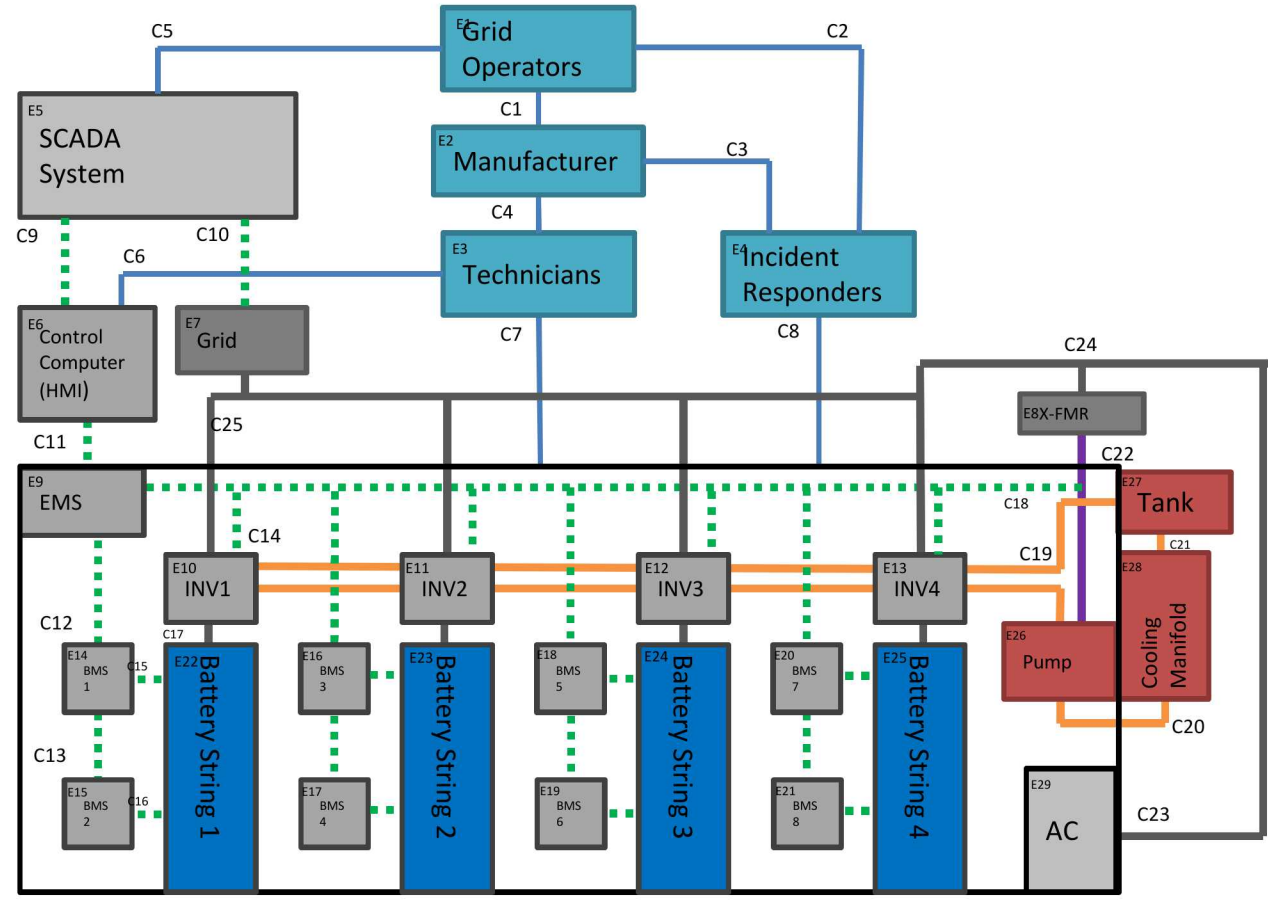 C5
E1
Grid
Operators
C2
C1
E5
SCADA
System
E2
Manufacturer
C3
C4
C9
C10
C6
E3
Technicians
E4
Incident
Responders
C7
C8
E6
Control
Computer
(HMI)
E7
Grid
C24
C25
E8
X-FMR
C11
C22
E9
EMS
E27
Tank
C18
C14
C19
C21
E10
INV1
E11
INV2
E12
INV3
E13
INV4
E28
Cooling
Manifold
C12
C17
E26
Pump
E14
BMS
1
C15
E22
Battery String 1
E16
BMS
3
E23
Battery String 2
E18
BMS
5
E24
Battery String 3
E20
BMS
7
E25
Battery String 4
C20
C13
E15
BMS
2
C16
E17
BMS
4
E19
BMS
6
E21
BMS
8
E29
AC
C23